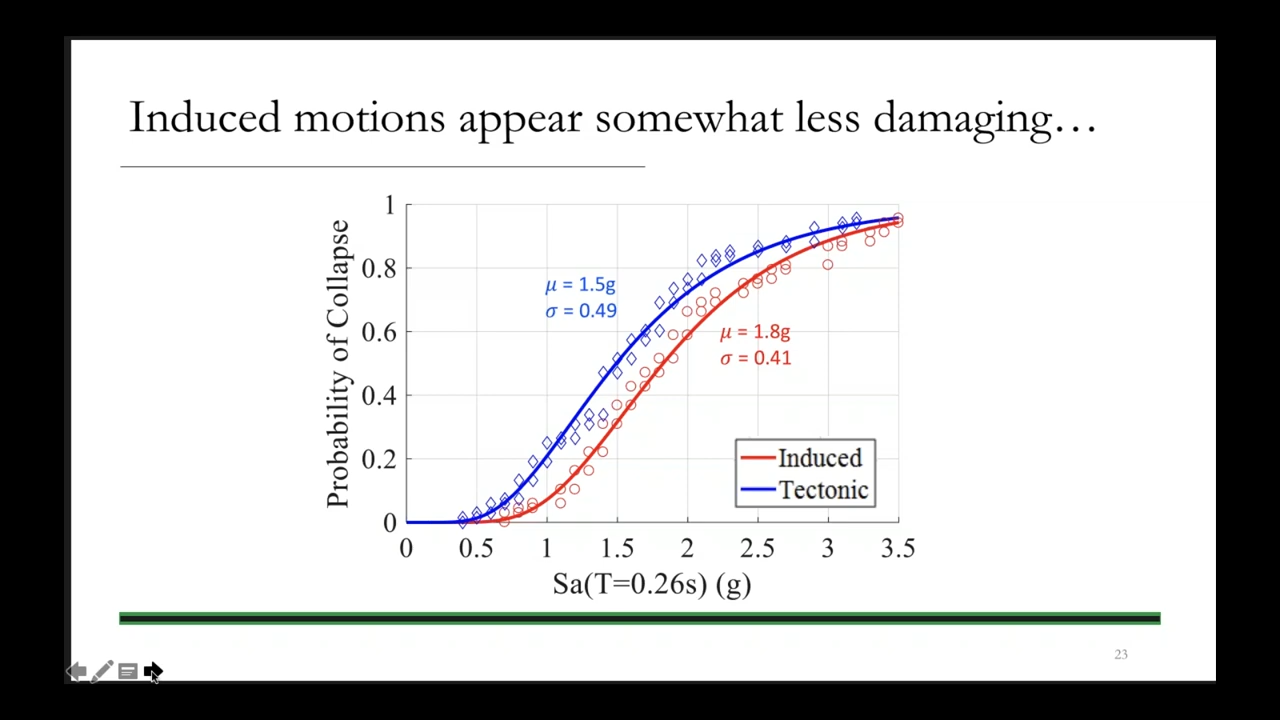 Induced motions appear somewhat less damaging…
Probability of Collapse
1
0.8
0.6
0.4
0.2
0
μ = 1.5g
σ = 0.49
μ = 1.8g
σ = 0.41
Induced
Tectonic
0 0.5 1 1.5 2 2.5 3 3.5
Sa(T=0.26s) (g)
23